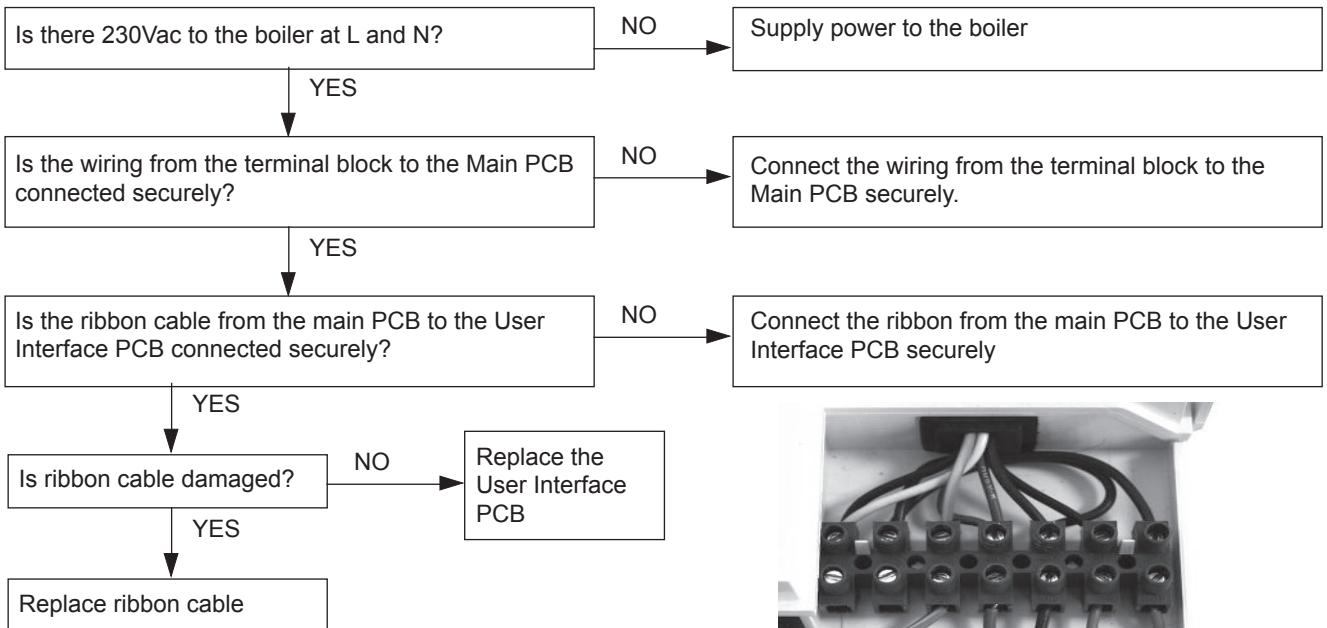 Is there 230Vac to the boiler at L and N?
NO
Supply power to the boiler
YES
Is the wiring from the terminal block to the Main PCB
connected securely?
NO
Connect the wiring from the terminal block to the
Main PCB securely.
YES
Is the ribbon cable from the main PCB to the User
Interface PCB connected securely?
NO
Connect the ribbon from the main PCB to the User
Interface PCB securely
YES
Is ribbon cable damaged?
NO
Replace the
User Interface
PCB
YES
Replace ribbon cable